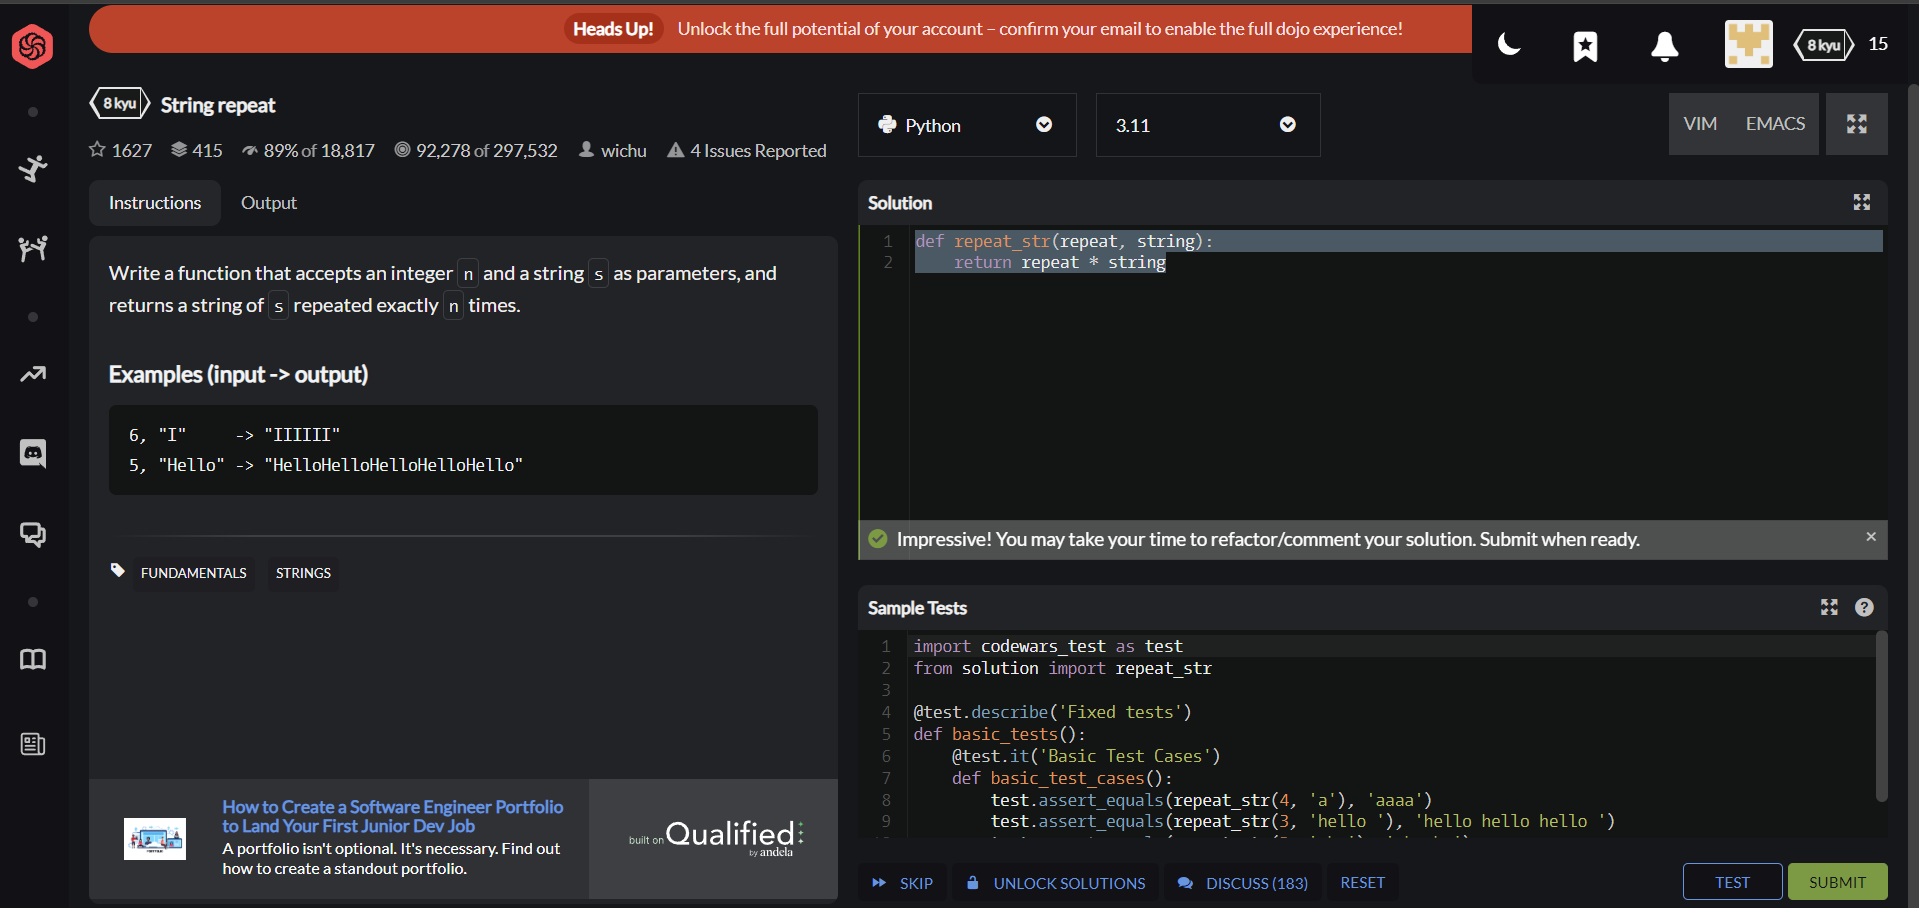 Heads Up! Unlock the full potential of your account – confirm your email to enable the full dojo experience!
8 kyu 15
8 kyu String repeat
1627 415 89% of 18,817 92,278 of 297,532 wichu 4 Issues Reported
Python
3.11
VIM EMACS
Instructions Output
Write a function that accepts an integer n and a string s as parameters, and
returns a string of s repeated exactly n times.
Examples (input -> output)
6, "I"     -> "IIIIII"
5, "Hello" -> "HelloHelloHelloHelloHello"
FUNDAMENTALS STRINGS
How to Create a Software Engineer Portfolio
to Land Your First Junior Dev Job
A portfolio isn't optional. It's necessary. Find out
how to create a standout portfolio.
built on Qualified
by andela
Solution
1 def repeat_str(repeat, string):
2     return repeat * string
Impressive! You may take your time to refactor/comment your solution. Submit when ready. ×
Sample Tests
1 import codewars_test as test
2 from solution import repeat_str
3
4 @test.describe('Fixed tests')
5 def basic_tests():
6     @test.it('Basic Test Cases')
7     def basic_test_cases():
8         test.assert_equals(repeat_str(4, 'a'), 'aaaa')
9         test.assert_equals(repeat_str(3, 'hello '), 'hello hello hello ')
SKIP UNLOCK SOLUTIONS DISCUSS (183) RESET TEST SUBMIT